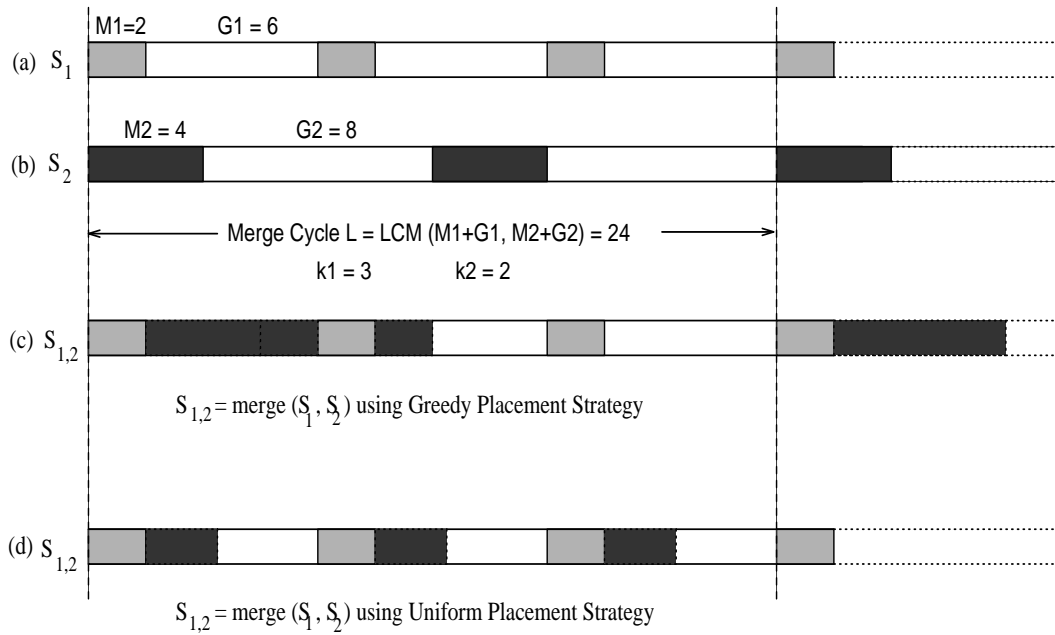 M1=2 G1 = 6
(a) S1
M2 = 4 G2 = 8
(b) S2
Merge Cycle L = LCM (M1+G1, M2+G2) = 24
k1 = 3 k2 = 2
(c) S1,2
S1,2 = merge (S1, S2) using Greedy Placement Strategy
(d) S1,2
S1,2 = merge (S1, S2) using Uniform Placement Strategy